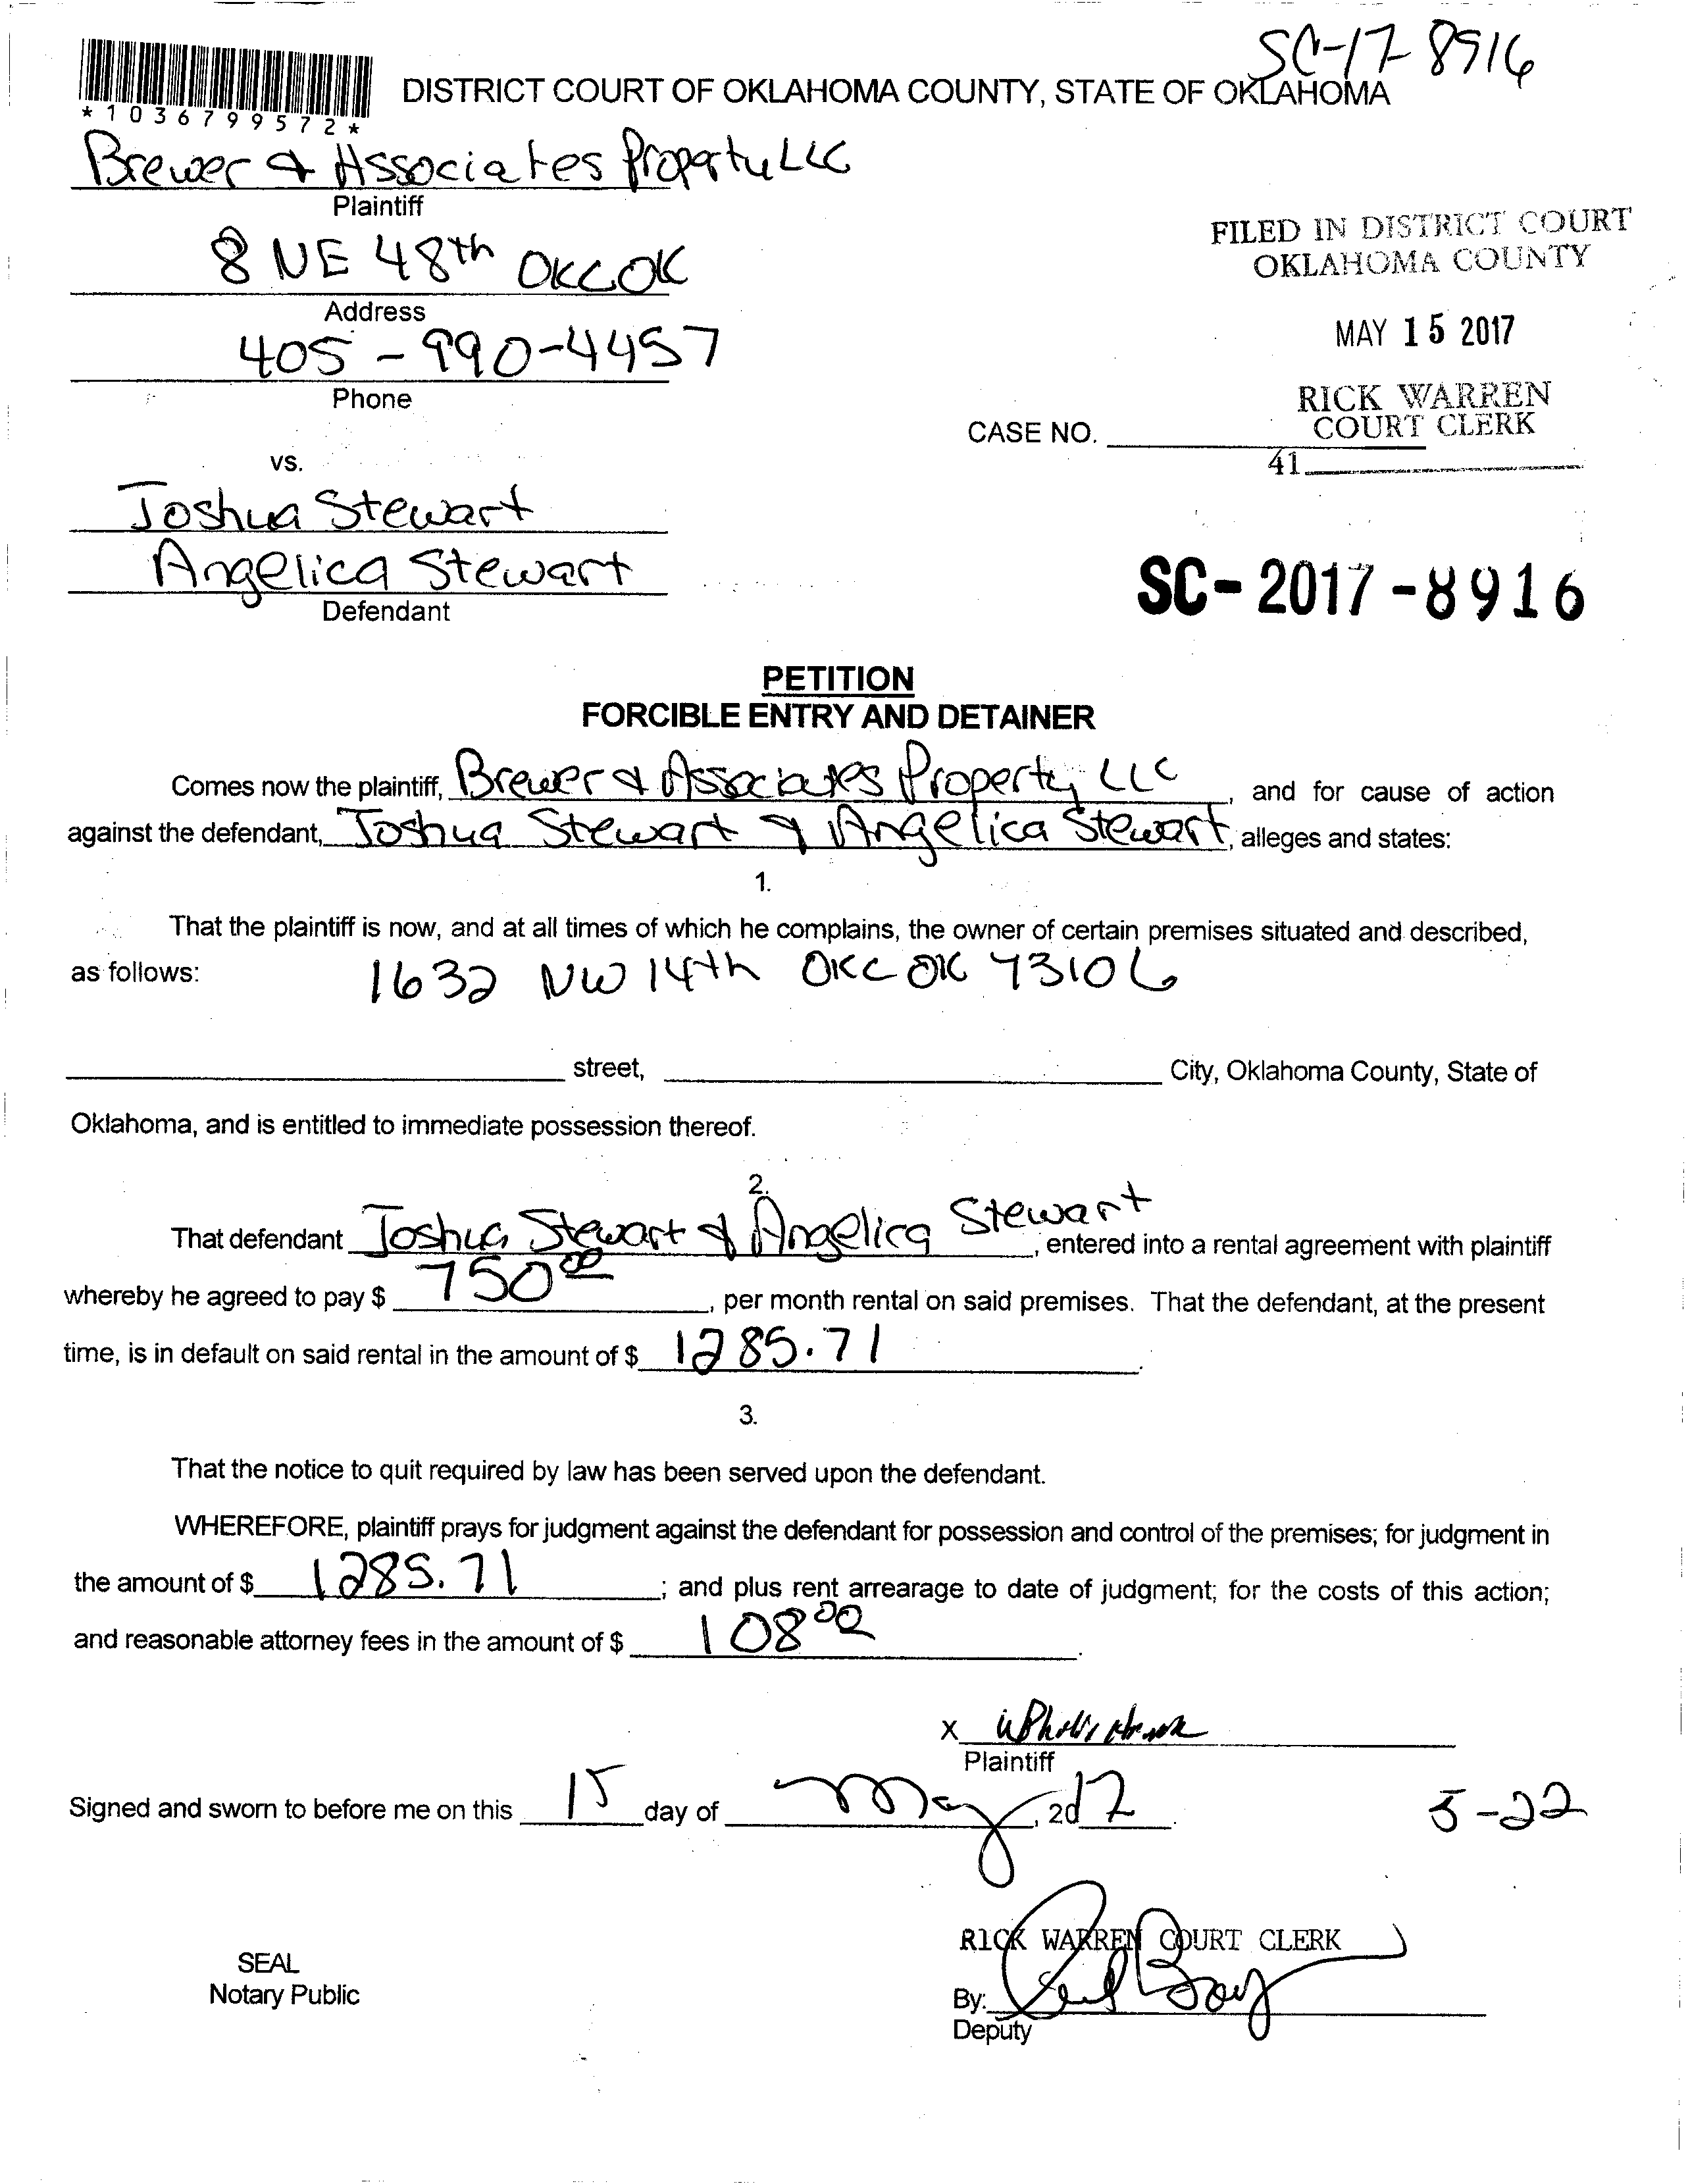 SC-17-8916
*1036799572*
DISTRICT COURT OF OKLAHOMA COUNTY, STATE OF OKLAHOMA
Brewer & Associates Property LLC
Plaintiff
8 NE 48th OKC OK
Address
405-990-4457
Phone
FILED IN DISTRICT COURT
OKLAHOMA COUNTY
MAY 15 2017
RICK WARREN
COURT CLERK
CASE NO.
41
vs.
Joshua Stewart
Angelica Stewart
Defendant
SC-2017-8916
PETITION
FORCIBLE ENTRY AND DETAINER
Comes now the plaintiff, Brewer & Associates Property LLC, and for cause of action
against the defendant, Joshua Stewart & Angelica Stewart, alleges and states:
1.
That the plaintiff is now, and at all times of which he complains, the owner of certain premises situated and described,
as follows: 1632 NW 14th OKC OK 73106
street, City, Oklahoma County, State of
Oklahoma, and is entitled to immediate possession thereof.
2.
That defendant Joshua Stewart & Angelica Stewart, entered into a rental agreement with plaintiff
whereby he agreed to pay $ 750 00, per month rental on said premises. That the defendant, at the present
time, is in default on said rental in the amount of $ 1285.71.
3.
That the notice to quit required by law has been served upon the defendant.
WHEREFORE, plaintiff prays for judgment against the defendant for possession and control of the premises; for judgment in
the amount of $ 1285.71; and plus rent arrearage to date of judgment; for the costs of this action;
and reasonable attorney fees in the amount of $ 108 00.
X
Plaintiff
Signed and sworn to before me on this 15 day of May, 2017.
5-22
RICK WARREN COURT CLERK
SEAL
Notary Public
By:
Deputy